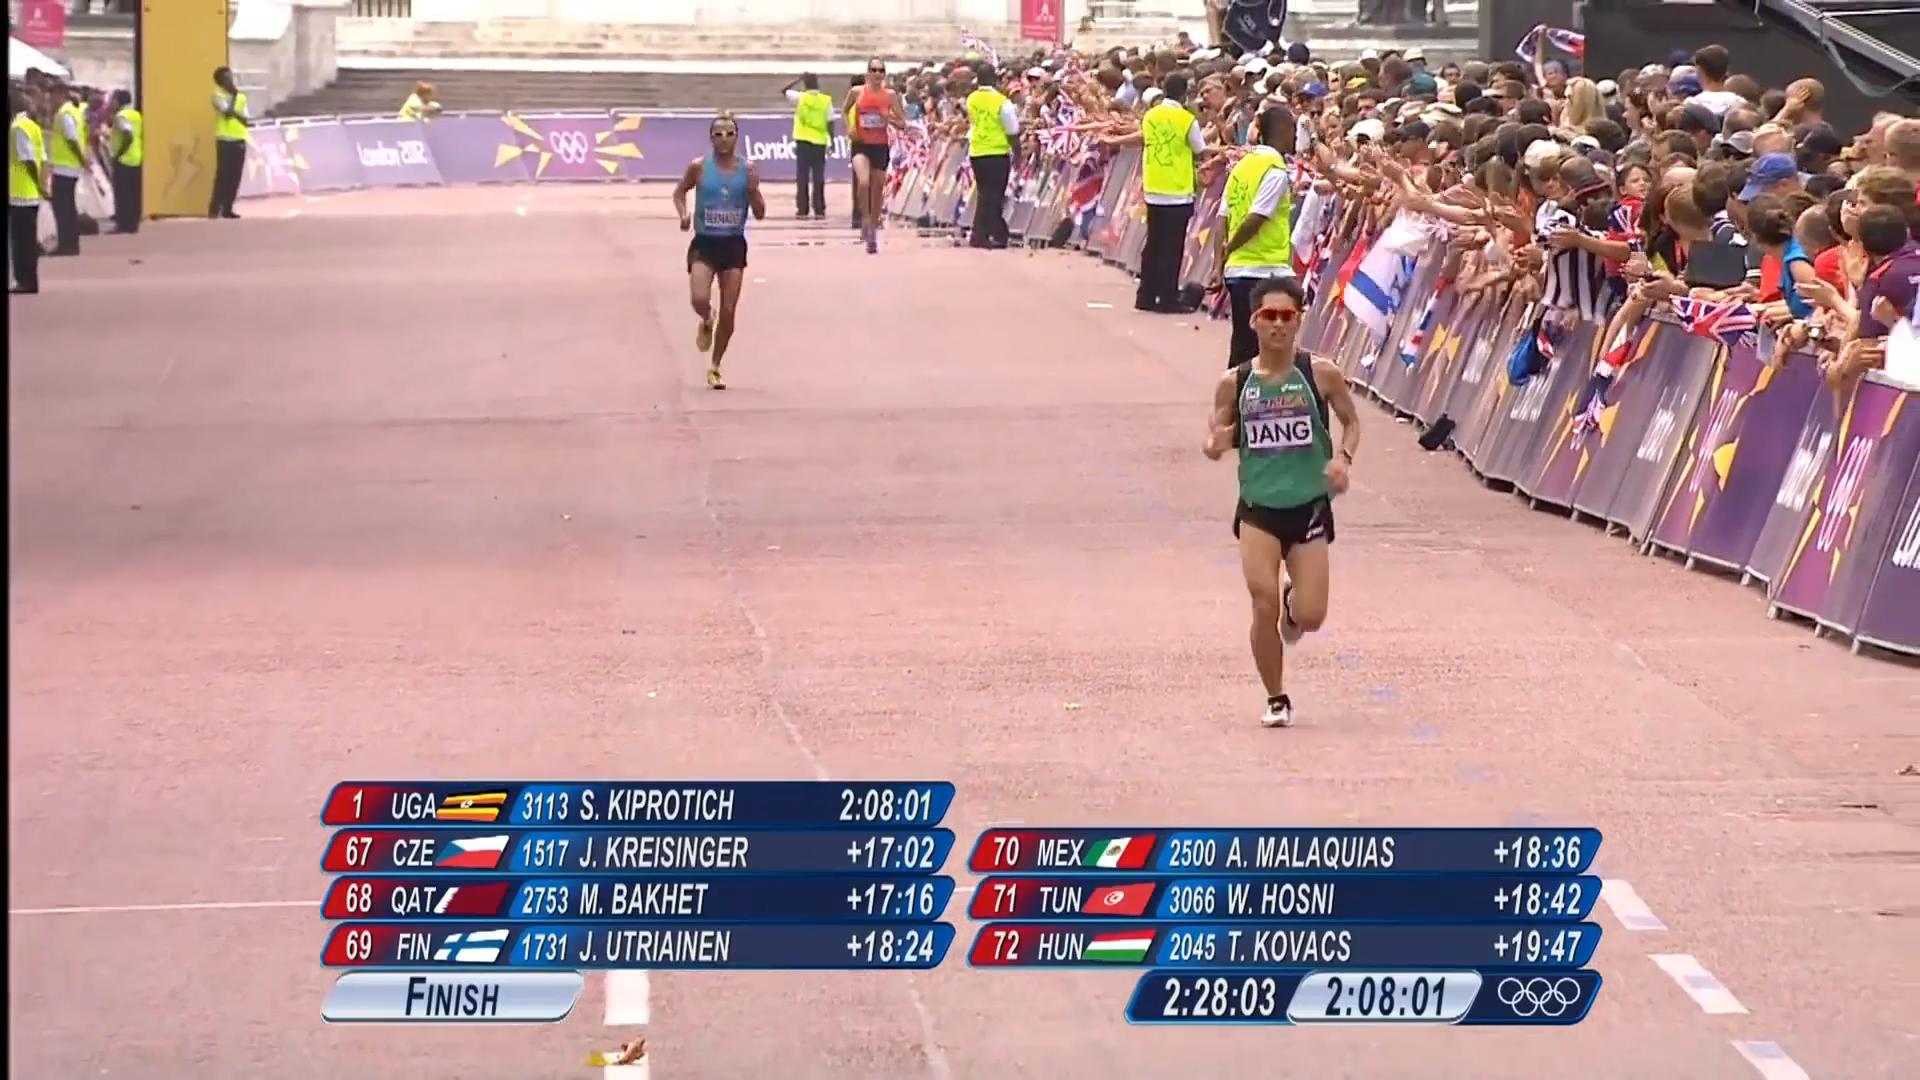 London 2012
London
KOREA
JANG
1 UGA 3113 S. KIPROTICH 2:08:01
67 CZE 1517 J. KREISINGER +17:02
68 QAT 2753 M. BAKHET +17:16
69 FIN 1731 J. UTRIAINEN +18:24
70 MEX 2500 A. MALAQUIAS +18:36
71 TUN 3066 W. HOSNI +18:42
72 HUN 2045 T. KOVACS +19:47
FINISH
2:28:03 2:08:01